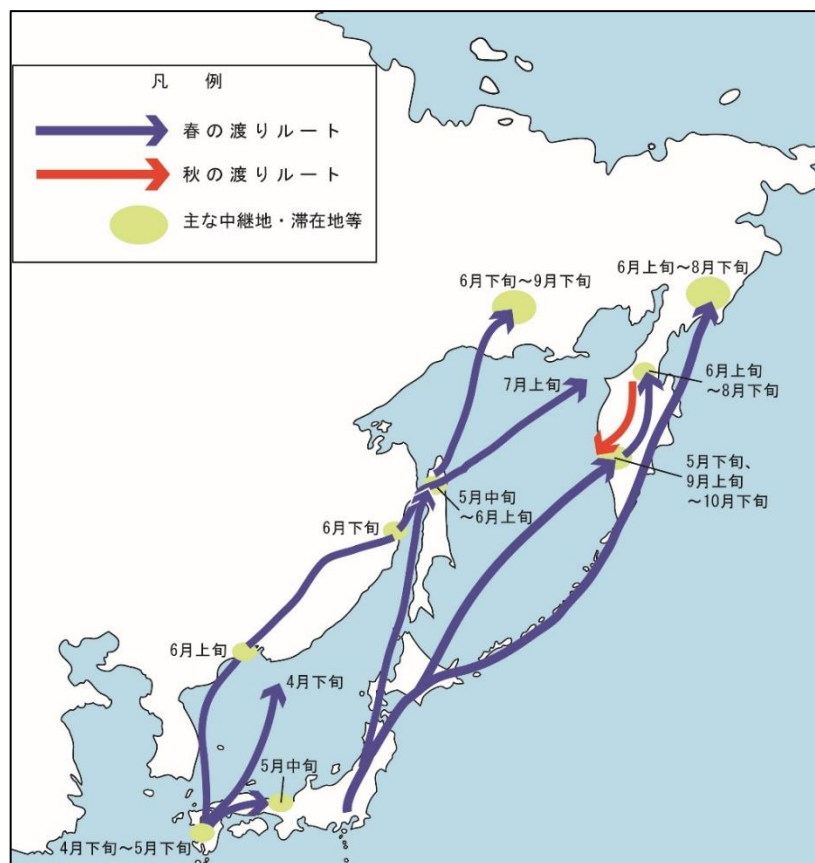 凡 例
春の渡りルート
秋の渡りルート
主な中継地・滞在地等
6月下旬～9月下旬
6月上旬～8月下旬
7月上旬
6月上旬
～8月下旬
5月下旬、
9月上旬
～10月下旬
5月中旬
～6月上旬
6月下旬
6月上旬
4月下旬
5月中旬
4月下旬～5月下旬